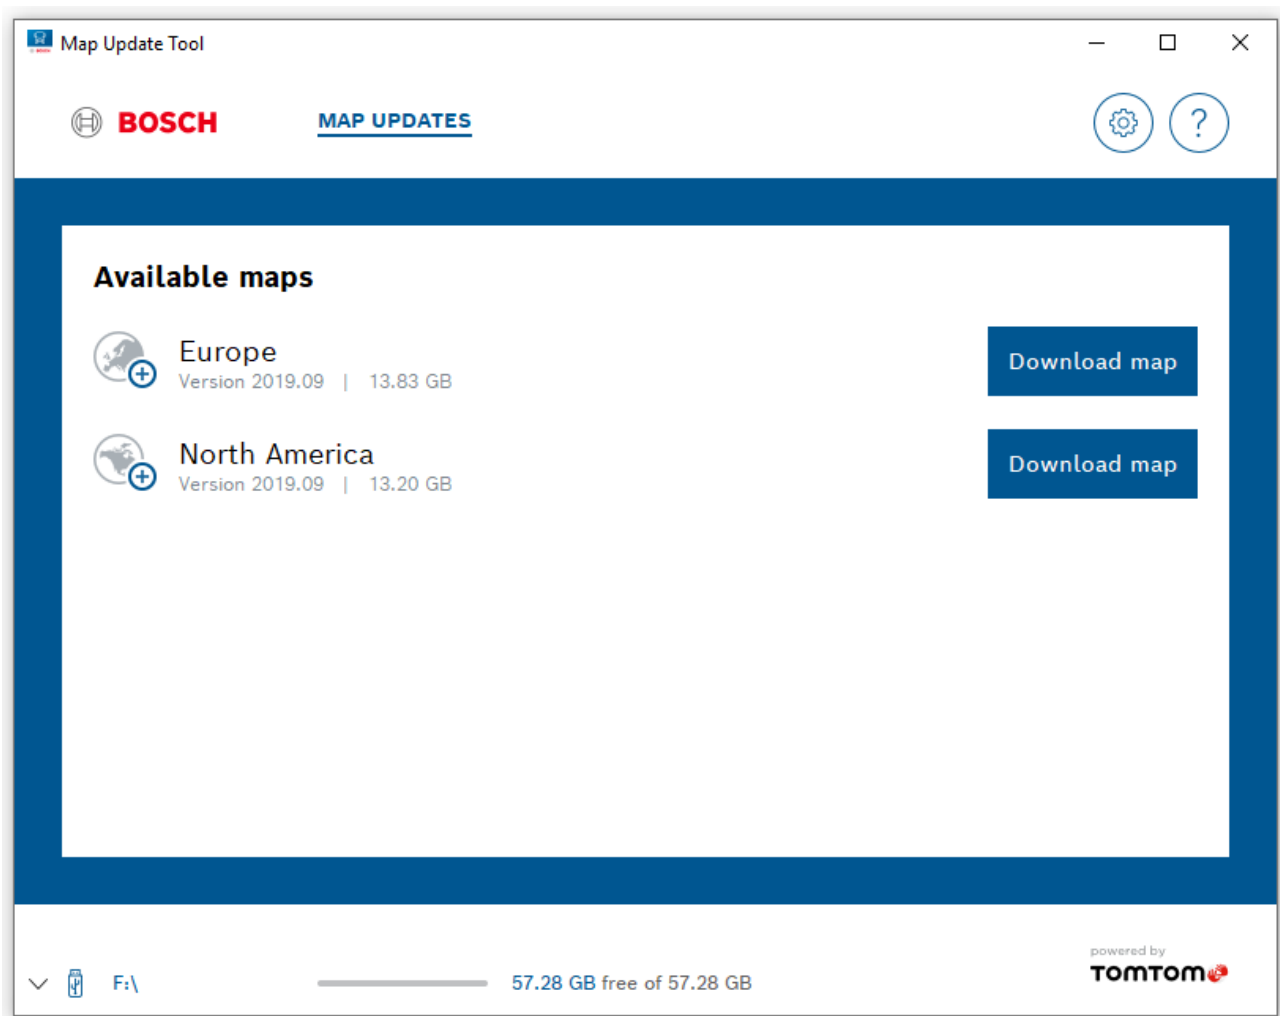 Map Update Tool
BOSCH MAP UPDATES ?
Available maps
Europe
Version 2019.09 | 13.83 GB
Download map
North America
Version 2019.09 | 13.20 GB
Download map
powered by
TOMTOM
F:\ 57.28 GB free of 57.28 GB